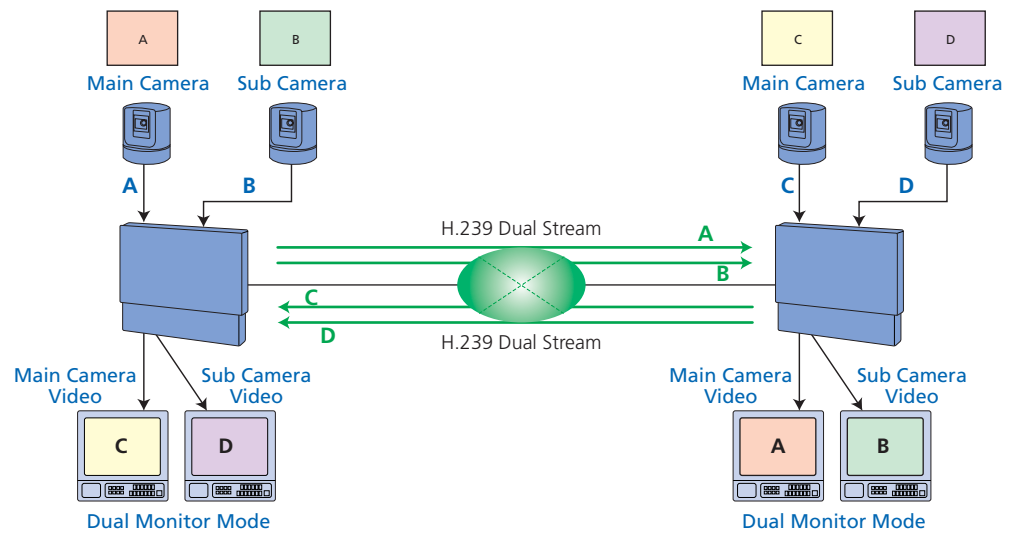 A
B
C
D
Main Camera
Sub Camera
Main Camera
Sub Camera
A
B
C
D
H.239 Dual Stream
A
B
C
D
H.239 Dual Stream
Main Camera
Video
Sub Camera
Video
Main Camera
Video
Sub Camera
Video
C
D
A
B
Dual Monitor Mode
Dual Monitor Mode